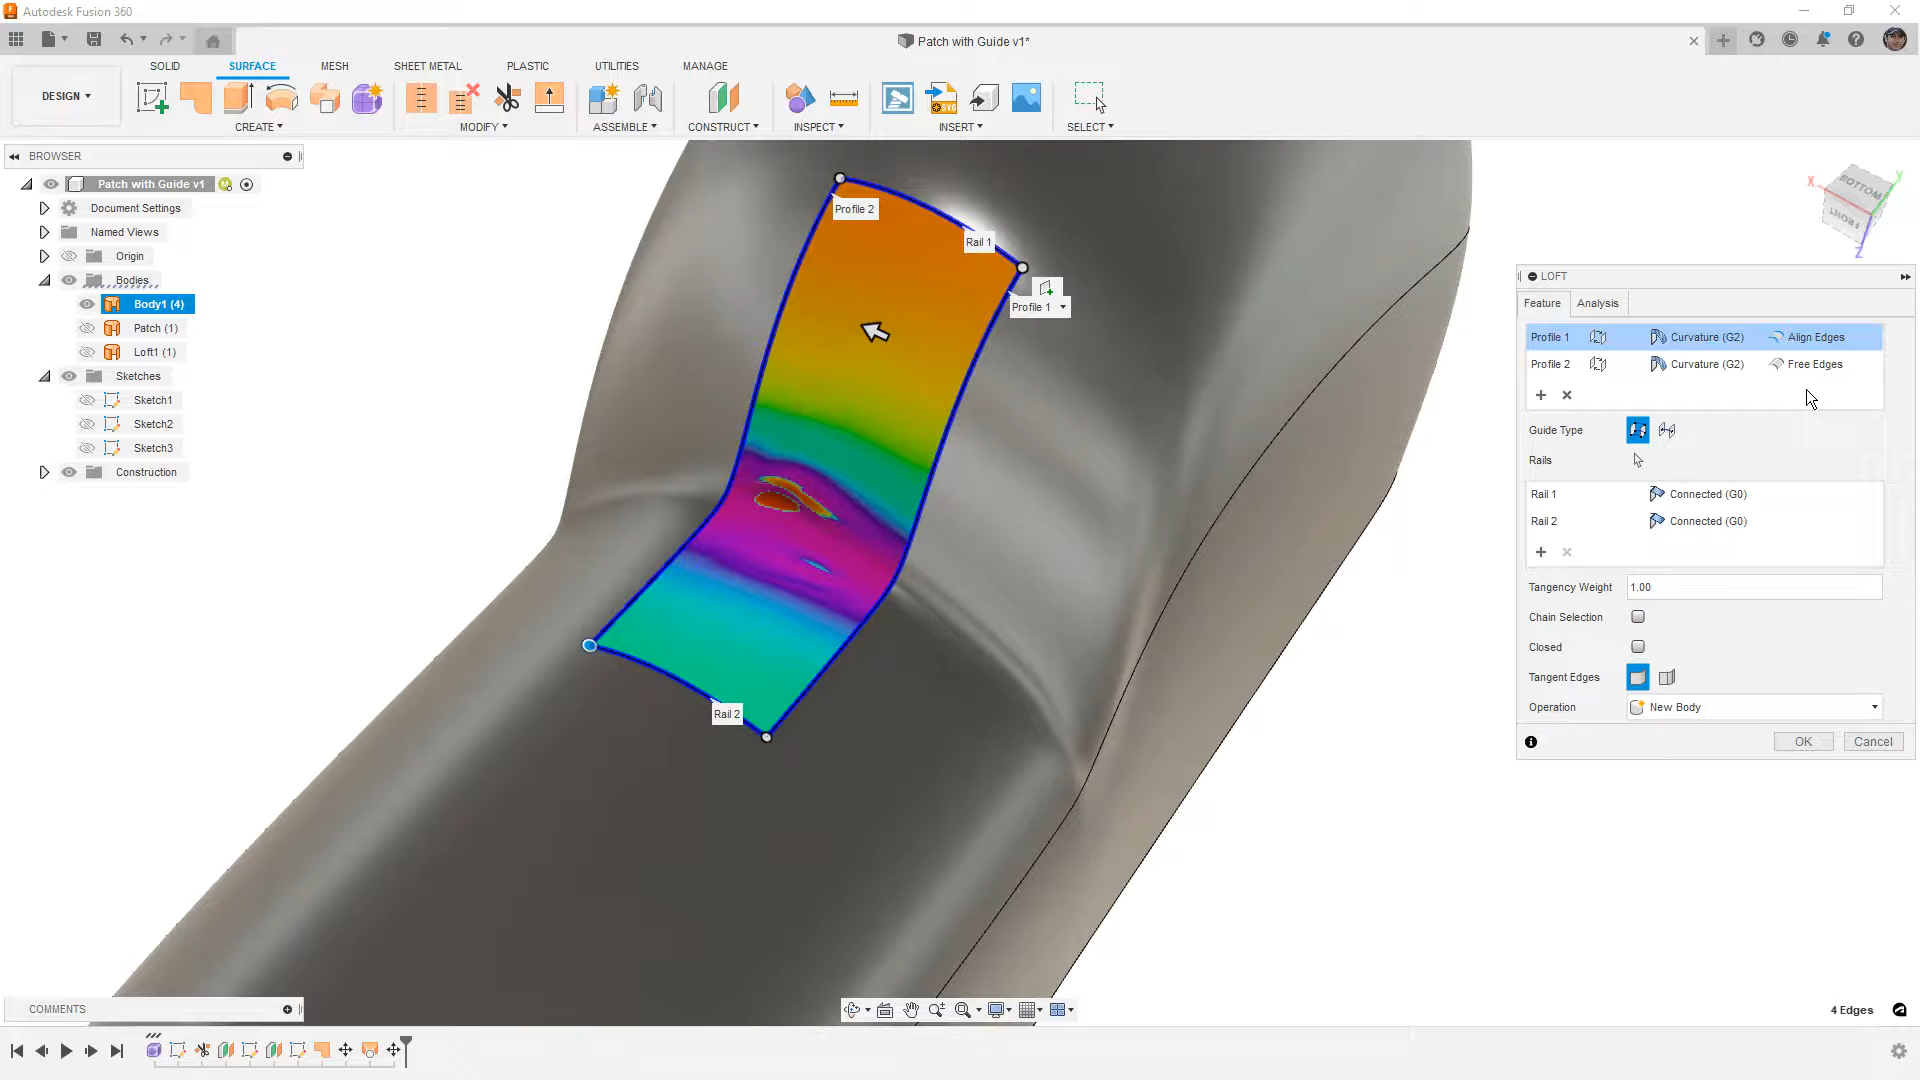 Autodesk Fusion 360
Patch with Guide v1*
SOLID SURFACE MESH SHEET METAL PLASTIC UTILITIES MANAGE
DESIGN
CREATE MODIFY ASSEMBLE CONSTRUCT INSPECT INSERT SELECT
SVG
BROWSER
Patch with Guide v1
M
Document Settings
Named Views
Origin
Bodies
Body1 (4)
Patch (1)
Loft1 (1)
Sketches
Sketch1
Sketch2
Sketch3
Construction
Profile 2
Rail 1
Profile 1
Rail 2
X
Y
Z
BOTTOM
FRONT
LOFT
Feature Analysis
Profile 1 Curvature (G2) Align Edges
Profile 2 Curvature (G2) Free Edges
Guide Type
Rails
Rail 1 Connected (G0)
Rail 2 Connected (G0)
Tangency Weight 1.00
Chain Selection
Closed
Tangent Edges
Operation New Body
OK Cancel
COMMENTS
4 Edges